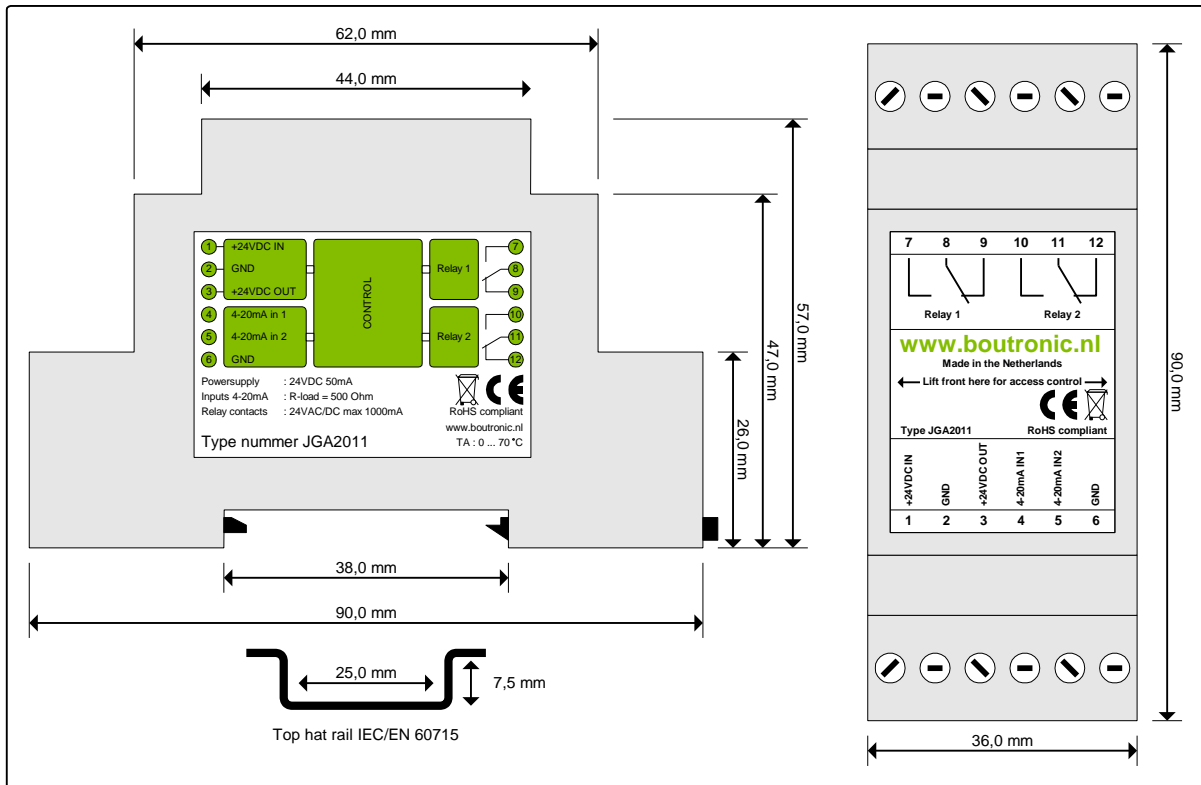 62,0 mm
44,0 mm
1 +24VDC IN
2 GND
3 +24VDC OUT
4 4-20mA in 1
5 4-20mA in 2
6 GND
CONTROL
Relay 1
Relay 2
7
8
9
10
11
12
Powersupply : 24VDC 50mA
Inputs 4-20mA : R-load = 500 Ohm
Relay contacts : 24VAC/DC max 1000mA
Type nummer JGA2011
CE
RoHS compliant
www.boutronic.nl
TA : 0 ... 70 °C
57,0 mm
47,0 mm
26,0 mm
38,0 mm
90,0 mm
25,0 mm
7,5 mm
Top hat rail IEC/EN 60715
7 8 9 10 11 12
Relay 1 Relay 2
www.boutronic.nl
Made in the Netherlands
Lift front here for access control
CE
Type JGA2011 RoHS compliant
+24VDC IN
GND
+24VDC OUT
4-20mA IN1
4-20mA IN2
GND
1 2 3 4 5 6
90,0 mm
36,0 mm